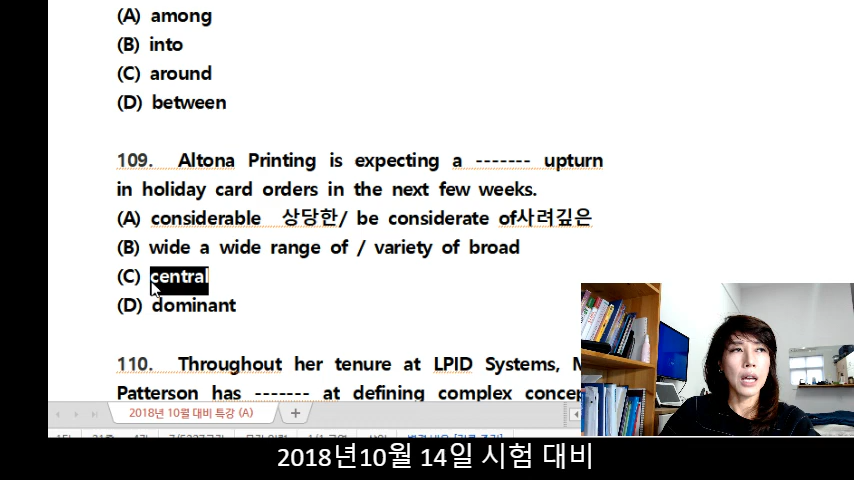 (A) among
(B) into
(C) around
(D) between
109. Altona Printing is expecting a ------- upturn
in holiday card orders in the next few weeks.
(A) considerable 상당한/ be considerate of사려깊은
(B) wide a wide range of / variety of broad
(C) central
(D) dominant
110. Throughout her tenure at LPID Systems,
Patterson has ------- at defining complex
2018년 10월 대비 특강 (A)
2018년10월 14일 시험 대비